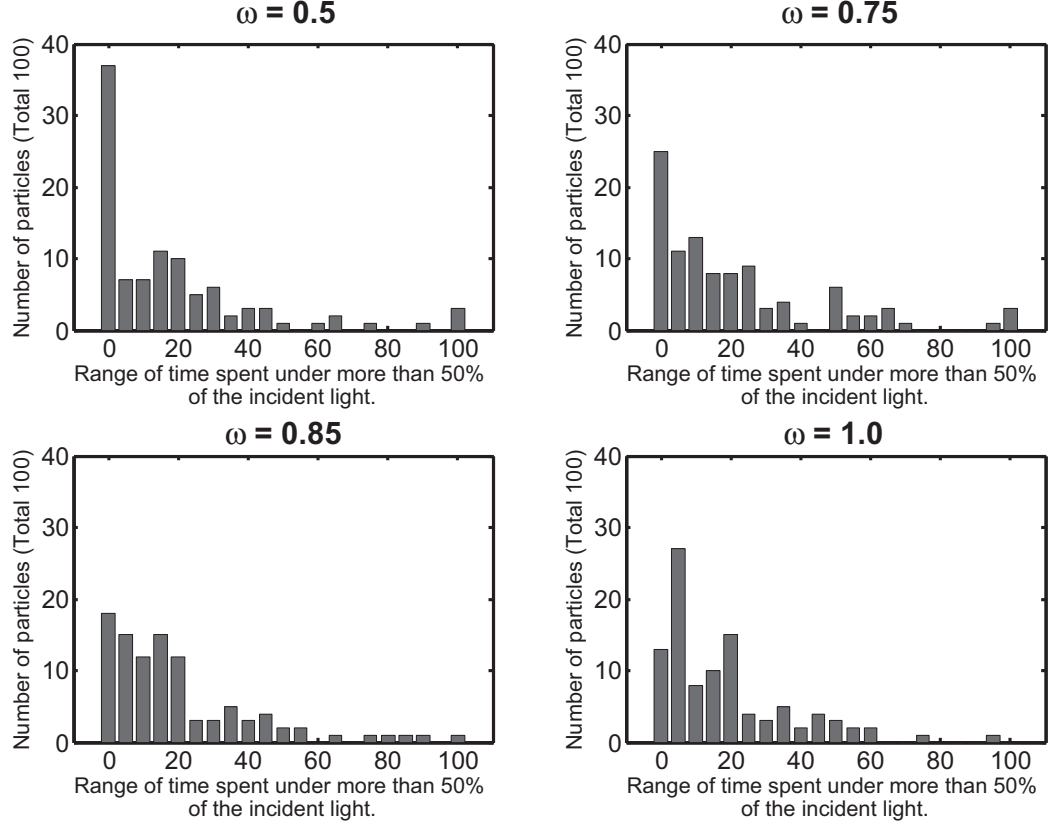 ω = 0.5
40
30
20
10
0
Number of particles (Total 100)
0 20 40 60 80 100
Range of time spent under more than 50%
of the incident light.
ω = 0.75
40
30
20
10
0
Number of particles (Total 100)
0 20 40 60 80 100
Range of time spent under more than 50%
of the incident light.
ω = 0.85
40
30
20
10
0
Number of particles (Total 100)
0 20 40 60 80 100
Range of time spent under more than 50%
of the incident light.
ω = 1.0
40
30
20
10
0
Number of particles (Total 100)
0 20 40 60 80 100
Range of time spent under more than 50%
of the incident light.